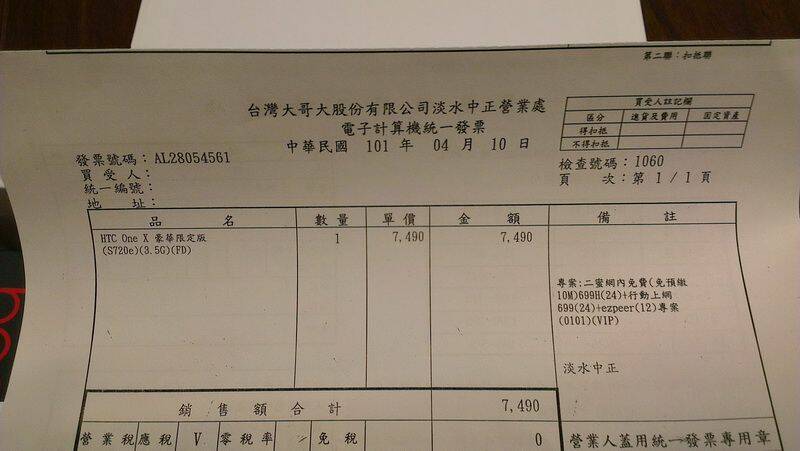 第二聯：扣抵聯
台灣大哥大股份有限公司淡水中正營業處
電子計算機統一發票
中華民國 101 年 04 月 10 日
買受人註記欄
區分 進貨及費用 固定資產
得扣抵
不得扣抵
發票號碼：AL28054561
買受人：
統一編號：
地址：
檢查號碼：1060
頁次：第 1 / 1 頁
品名 數量 單價 金額 備註
HTC One X 豪華限定版 1 7,490 7,490
(S720e)(3.5G)(FD)
專案:二蜜網內免費(免預繳
10M)699H(24)+行動上網
699(24)+ezpeer(12)專案
(0101)(VIP)
淡水中正
銷售額合計 7,490
營業稅 應稅 V 零稅率 免稅 0
營業人蓋用統一發票專用章